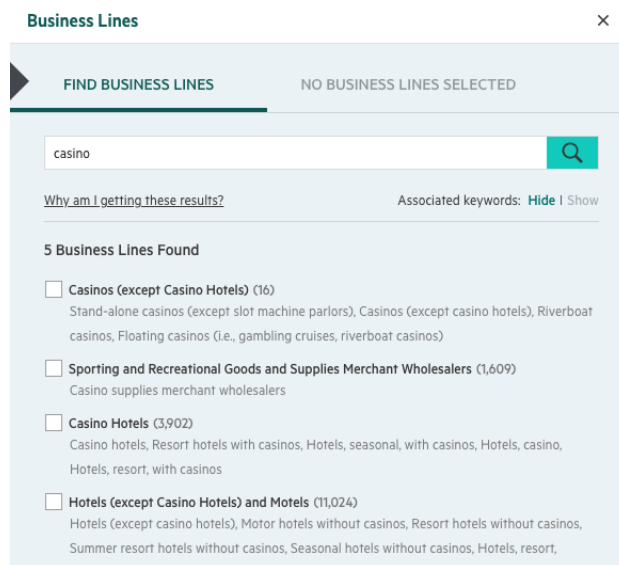 Business Lines ×
FIND BUSINESS LINES NO BUSINESS LINES SELECTED
casino
Why am I getting these results? Associated keywords: Hide | Show
5 Business Lines Found
Casinos (except Casino Hotels) (16)
Stand-alone casinos (except slot machine parlors), Casinos (except casino hotels), Riverboat
casinos, Floating casinos (i.e., gambling cruises, riverboat casinos)
Sporting and Recreational Goods and Supplies Merchant Wholesalers (1,609)
Casino supplies merchant wholesalers
Casino Hotels (3,902)
Casino hotels, Resort hotels with casinos, Hotels, seasonal, with casinos, Hotels, casino,
Hotels, resort, with casinos
Hotels (except Casino Hotels) and Motels (11,024)
Hotels (except casino hotels), Motor hotels without casinos, Resort hotels without casinos,
Summer resort hotels without casinos, Seasonal hotels without casinos, Hotels, resort,